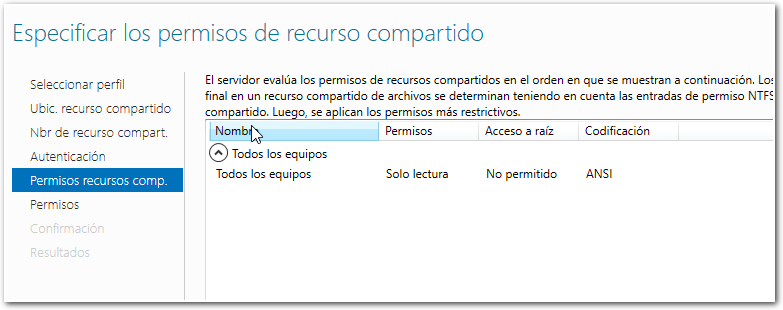 Especificar los permisos de recurso compartido
Seleccionar perfil
Ubic. recurso compartido
Nbr de recurso compart.
Autenticación
Permisos recursos comp.
Permisos
Confirmación
Resultados
El servidor evalúa los permisos de recursos compartidos en el orden en que se muestran a continuación. Los
final en un recurso compartido de archivos se determinan teniendo en cuenta las entradas de permiso NTFS
compartido. Luego, se aplican los permisos más restrictivos.
Nombre Permisos Acceso a raíz Codificación
Todos los equipos
Todos los equipos Solo lectura No permitido ANSI